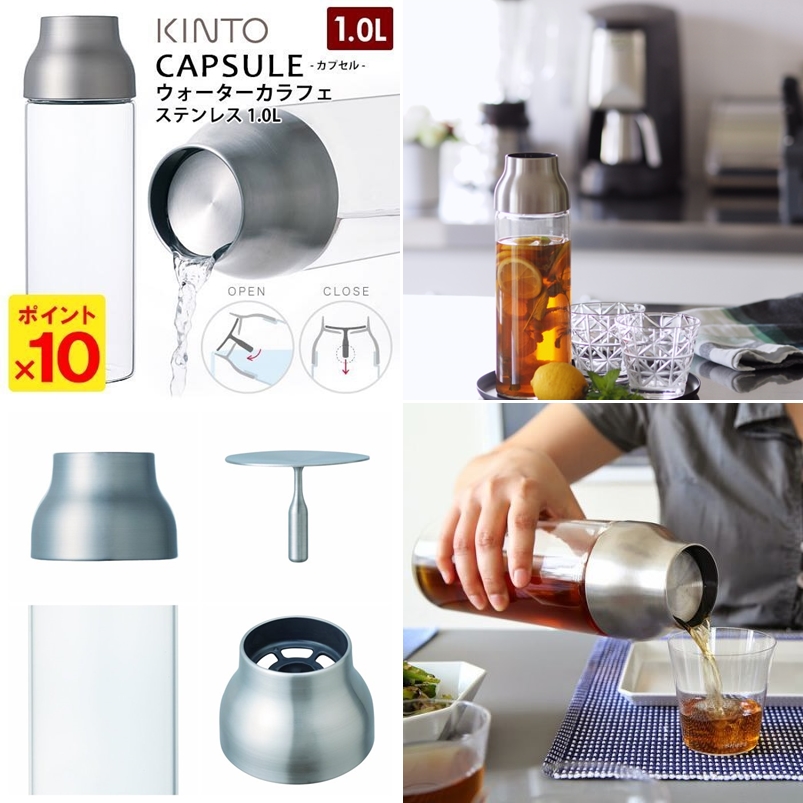 KINTO
1.0L
CAPSULE -カプセル-
ウォーターカラフェ
ステンレス 1.0L
OPEN
CLOSE
ポイント
×10